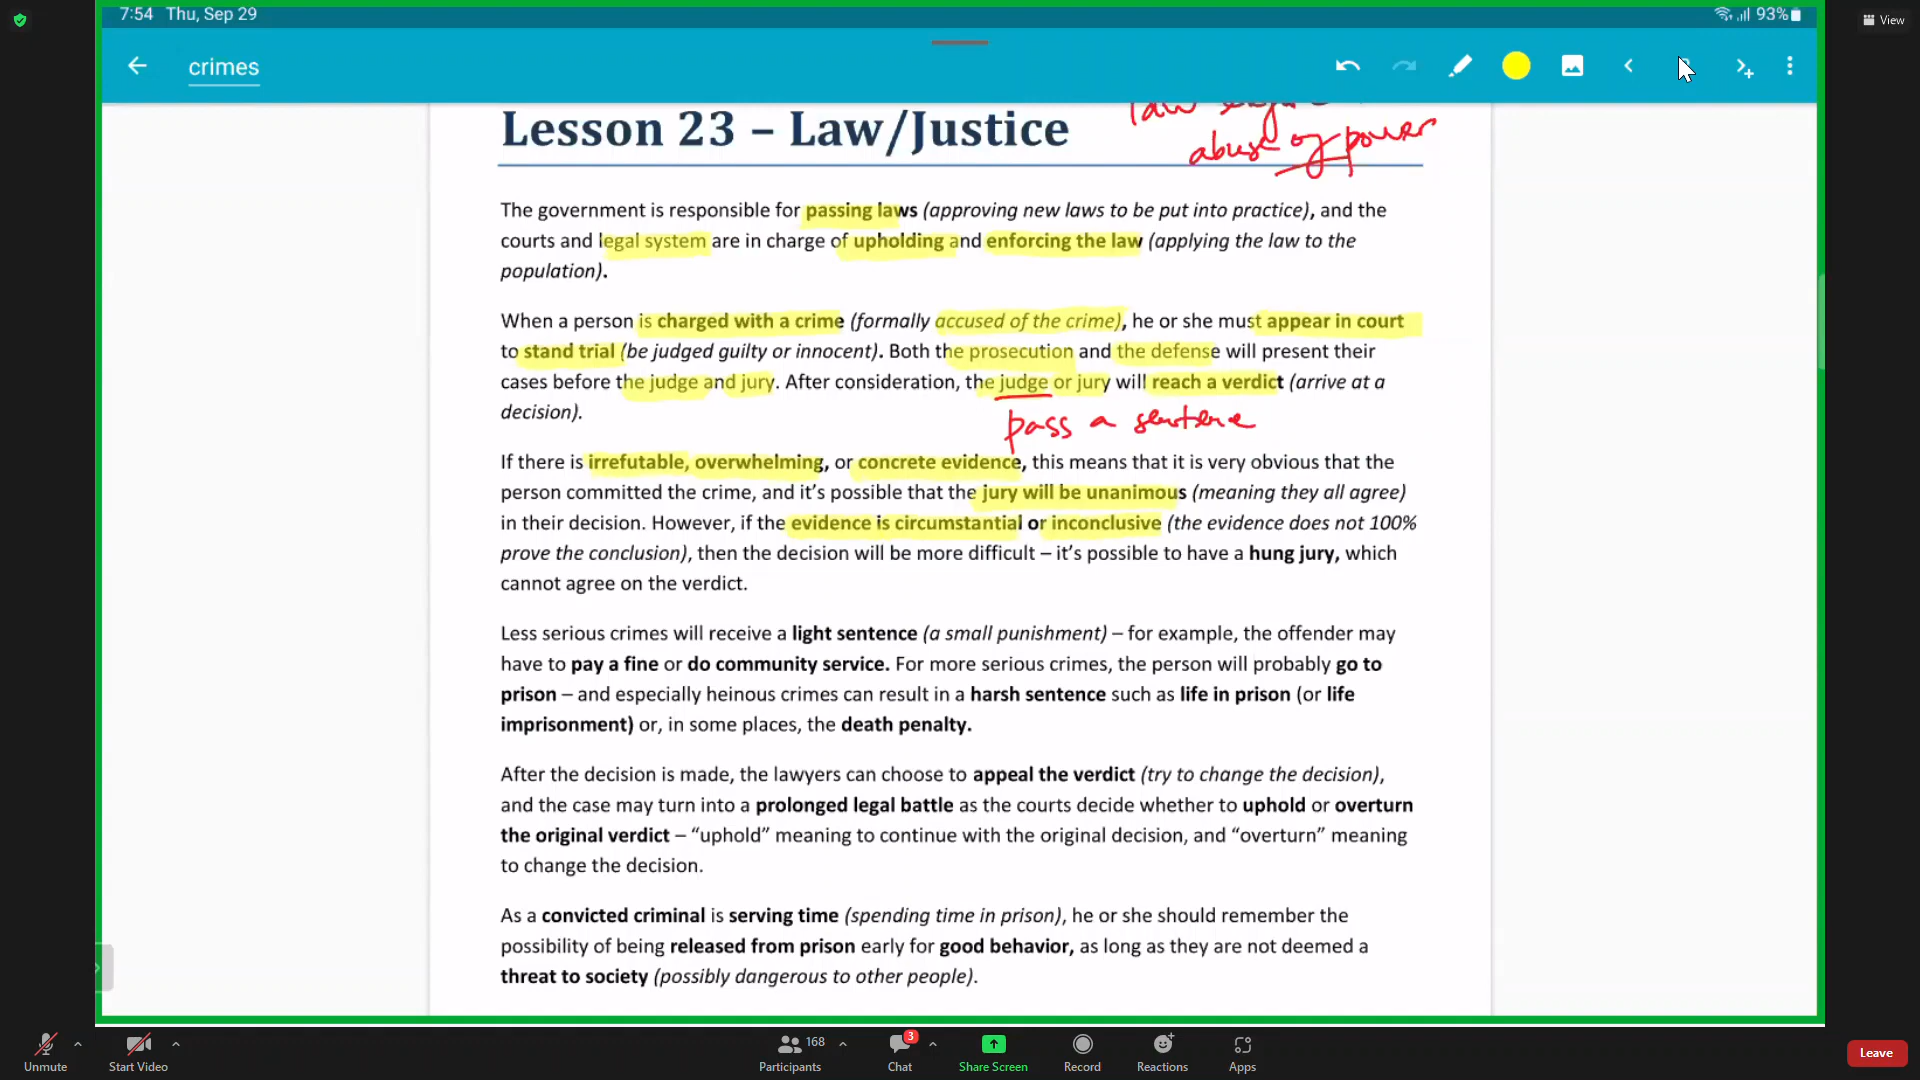 7:54 Thu, Sep 29
93%
View
crimes
law
abuse of power
Lesson 23 – Law/Justice
The government is responsible for passing laws (approving new laws to be put into practice), and the
courts and legal system are in charge of upholding and enforcing the law (applying the law to the
population).
When a person is charged with a crime (formally accused of the crime), he or she must appear in court
to stand trial (be judged guilty or innocent). Both the prosecution and the defense will present their
cases before the judge and jury. After consideration, the judge or jury will reach a verdict (arrive at a
decision).
pass a sentence
If there is irrefutable, overwhelming, or concrete evidence, this means that it is very obvious that the
person committed the crime, and it’s possible that the jury will be unanimous (meaning they all agree)
in their decision. However, if the evidence is circumstantial or inconclusive (the evidence does not 100%
prove the conclusion), then the decision will be more difficult – it’s possible to have a hung jury, which
cannot agree on the verdict.
Less serious crimes will receive a light sentence (a small punishment) – for example, the offender may
have to pay a fine or do community service. For more serious crimes, the person will probably go to
prison – and especially heinous crimes can result in a harsh sentence such as life in prison (or life
imprisonment) or, in some places, the death penalty.
After the decision is made, the lawyers can choose to appeal the verdict (try to change the decision),
and the case may turn into a prolonged legal battle as the courts decide whether to uphold or overturn
the original verdict – “uphold” meaning to continue with the original decision, and “overturn” meaning
to change the decision.
As a convicted criminal is serving time (spending time in prison), he or she should remember the
possibility of being released from prison early for good behavior, as long as they are not deemed a
threat to society (possibly dangerous to other people).
168
3
Unmute
Start Video
Participants
Chat
Share Screen
Record
Reactions
Apps
Leave